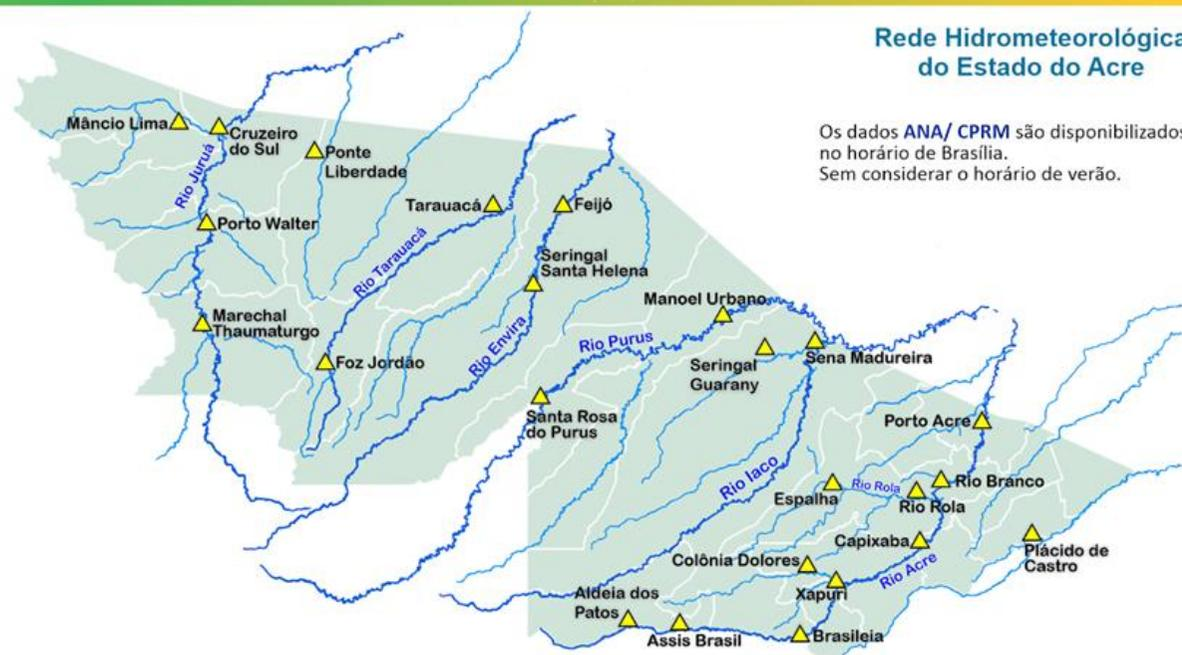 Rede Hidrometeorológica
do Estado do Acre
Os dados ANA/ CPRM são disponibilizados
no horário de Brasília.
Sem considerar o horário de verão.
Mâncio Lima
Cruzeiro
do Sul
Ponte
Liberdade
Rio Juruá
Porto Walter
Tarauacá
Feijó
Rio Tarauacá
Seringal
Santa Helena
Marechal
Thaumaturgo
Foz Jordão
Rio Envira
Manoel Urbano
Rio Purus
Seringal
Guarany
Sena Madureira
Santa Rosa
do Purus
Porto Acre
Rio Iaco
Espalha
Rio Rola
Rio Rola
Rio Branco
Capixaba
Plácido de
Castro
Colônia Dolores
Xapuri
Rio Acre
Aldeia dos
Patos
Assis Brasil
Brasileia